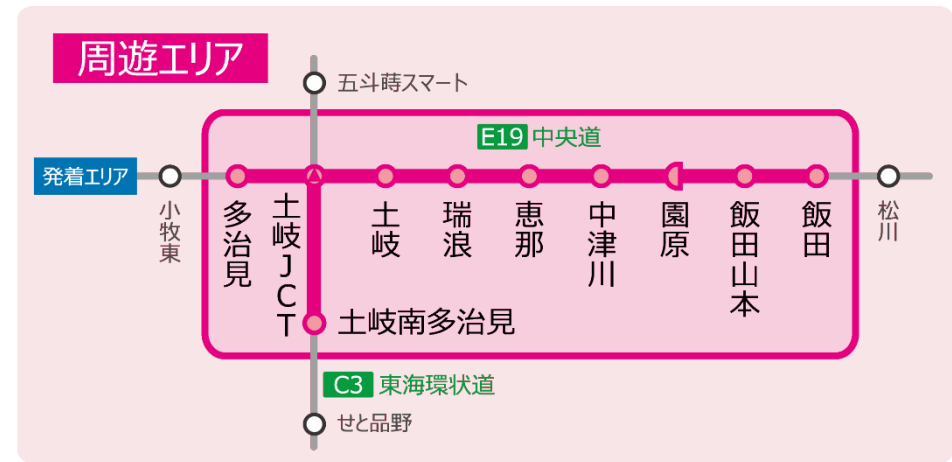 周遊エリア
五斗蒔スマート
E19 中央道
発着エリア
小牧東
多治見
土岐JCT
土岐
瑞浪
恵那
中津川
園原
飯田山本
飯田
松川
土岐南多治見
C3 東海環状道
せと品野